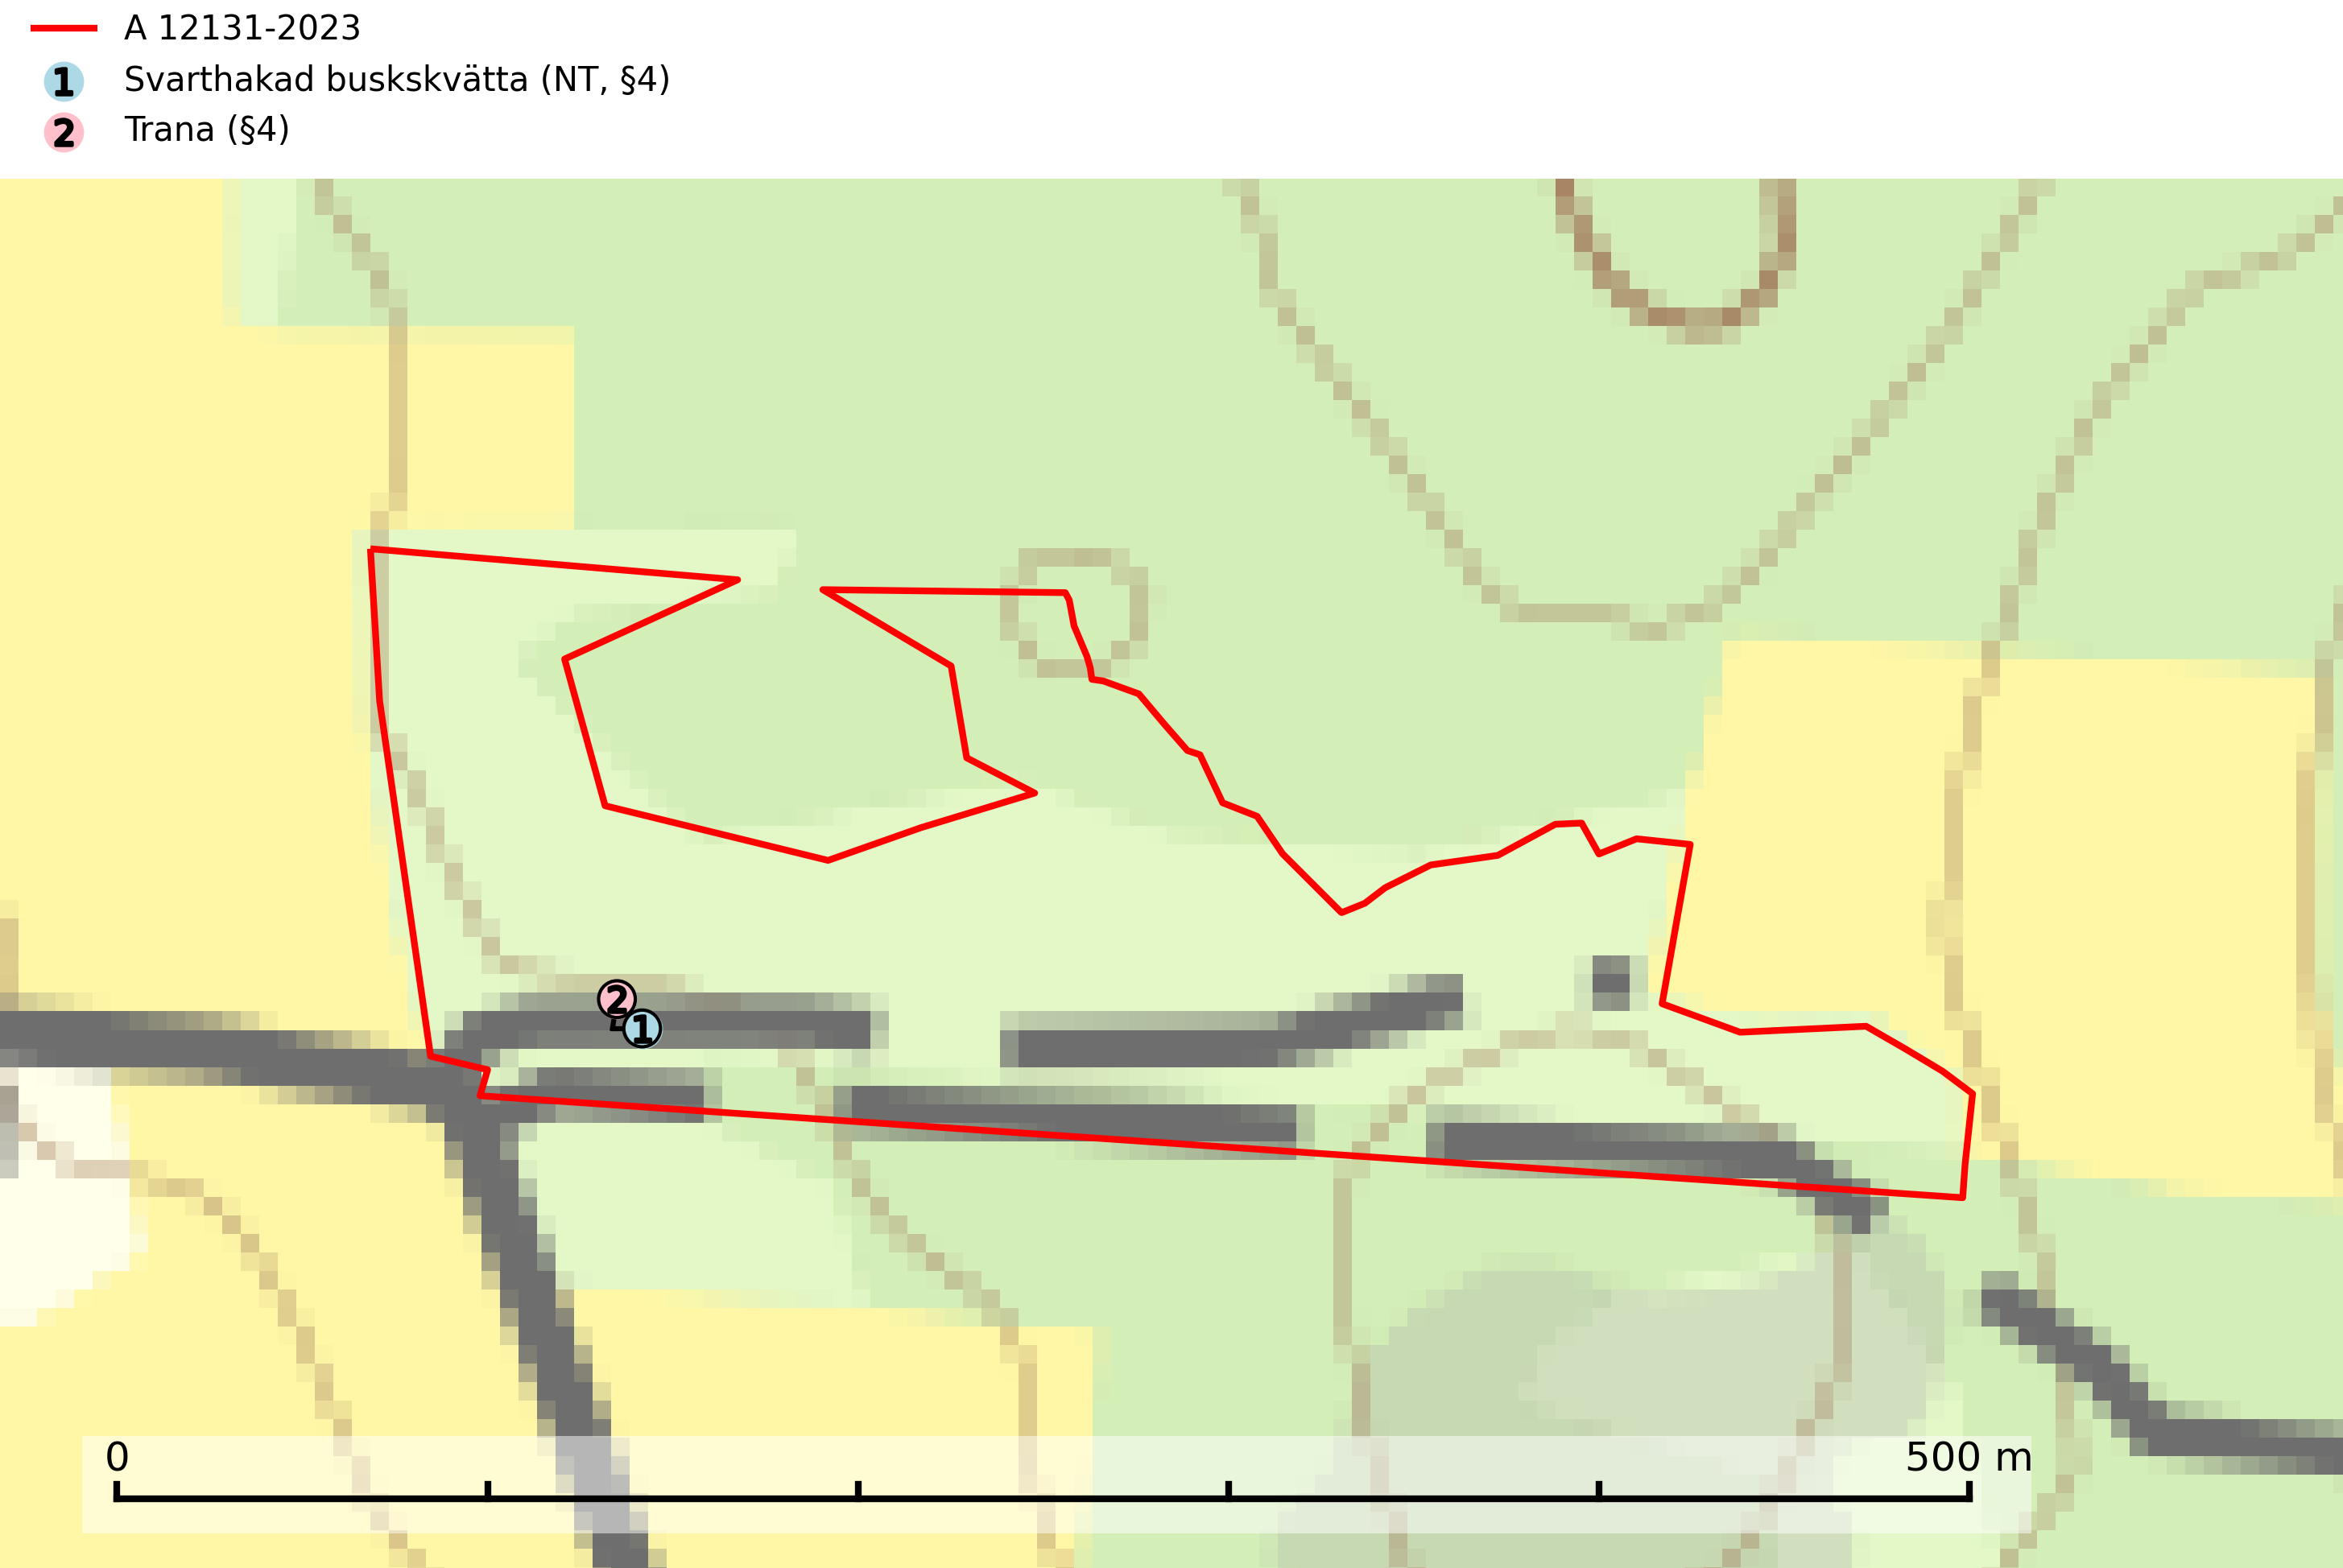 A 12131-2023
1 Svarthakad buskskvätta (NT, §4)
2 Trana (§4)
2
1
0 500 m